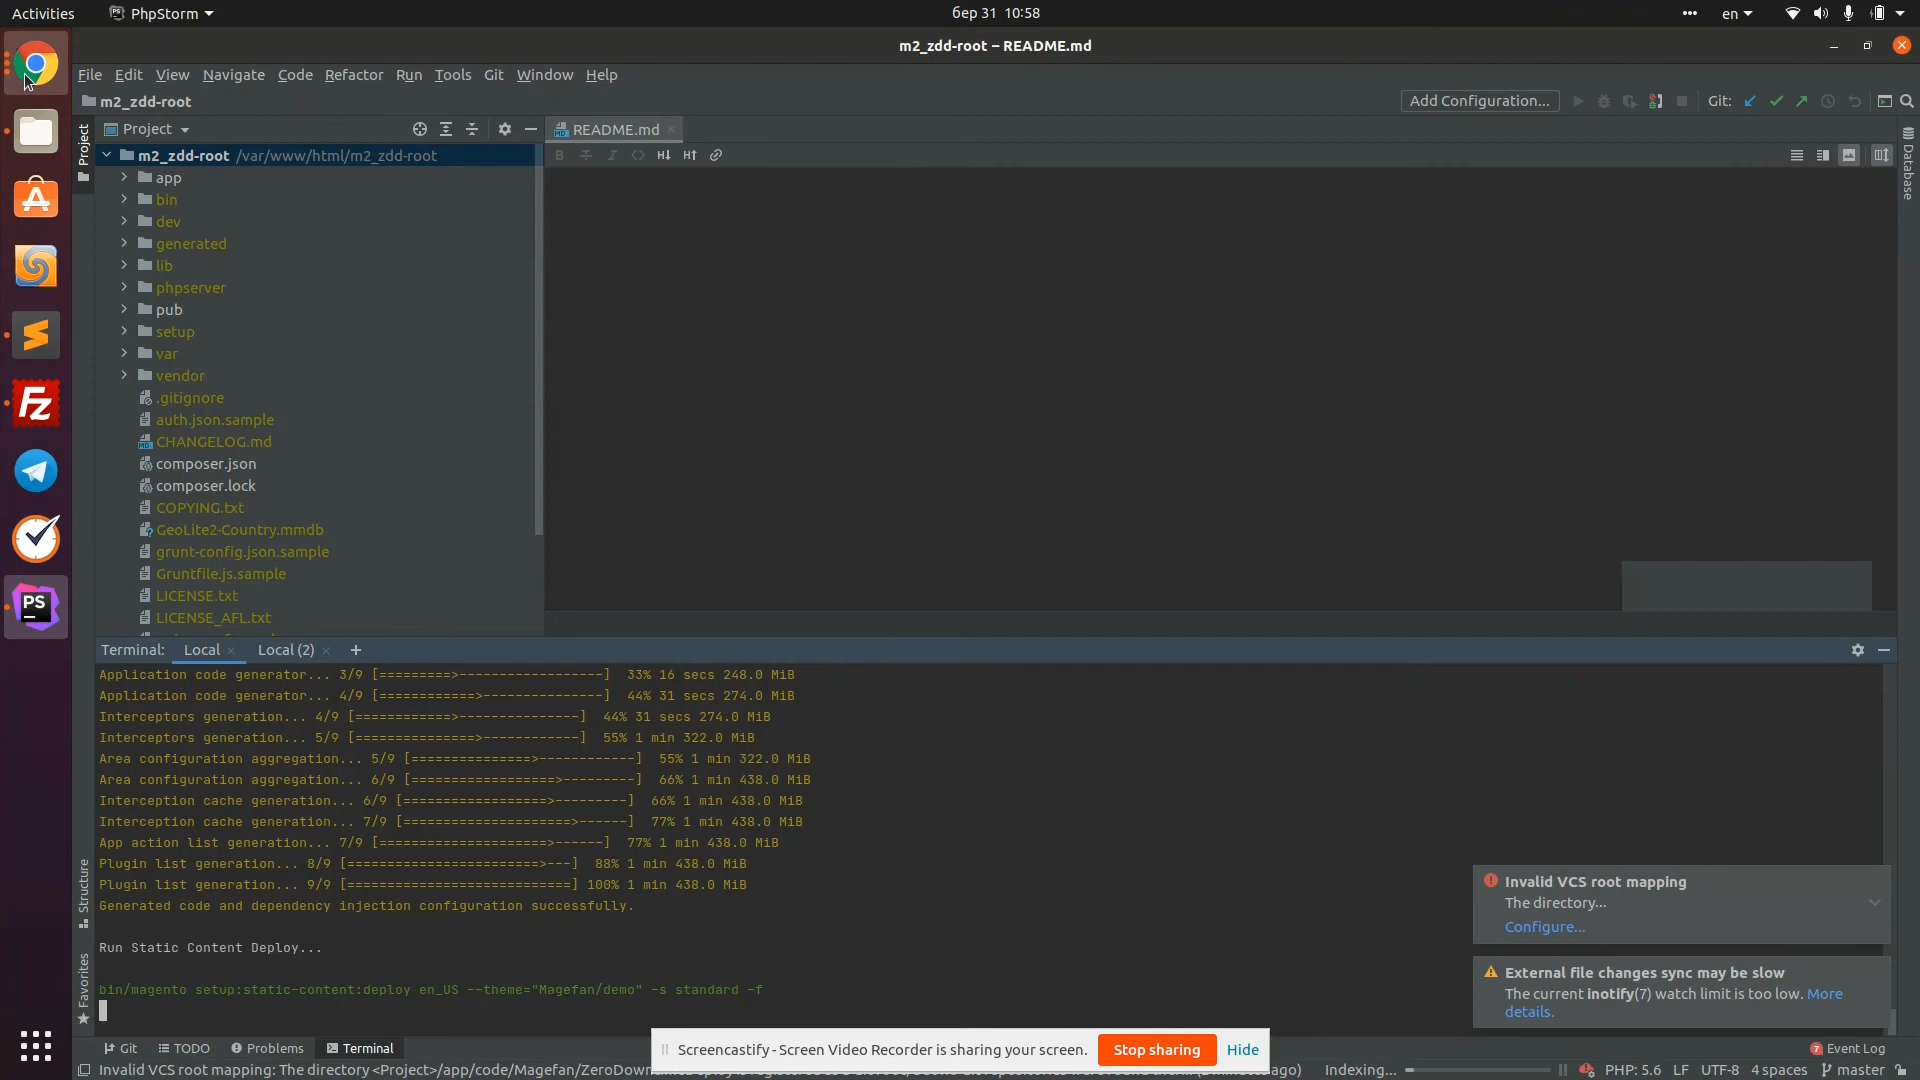 Activities
PhpStorm
бер 31 10:58
en
m2_zdd-root – README.md
File Edit View Navigate Code Refactor Run Tools Git Window Help
m2_zdd-root
Add Configuration...
Git:
Project
Project
README.md
m2_zdd-root /var/www/html/m2_zdd-root
app
bin
dev
generated
lib
phpserver
pub
setup
var
vendor
.gitignore
auth.json.sample
CHANGELOG.md
composer.json
composer.lock
COPYING.txt
GeoLite2-Country.mmdb
grunt-config.json.sample
Gruntfile.js.sample
LICENSE.txt
LICENSE_AFL.txt
Database
PS
Terminal: Local Local (2)
Application code generator... 3/9 [=========>------------------] 33% 16 secs 248.0 MiB
Application code generator... 4/9 [============>---------------] 44% 31 secs 274.0 MiB
Interceptors generation... 4/9 [============>---------------] 44% 31 secs 274.0 MiB
Interceptors generation... 5/9 [===============>------------] 55% 1 min 322.0 MiB
Area configuration aggregation... 5/9 [===============>------------] 55% 1 min 322.0 MiB
Area configuration aggregation... 6/9 [==================>---------] 66% 1 min 438.0 MiB
Interception cache generation... 6/9 [==================>---------] 66% 1 min 438.0 MiB
Interception cache generation... 7/9 [=====================>------] 77% 1 min 438.0 MiB
App action list generation... 7/9 [=====================>------] 77% 1 min 438.0 MiB
Plugin list generation... 8/9 [========================>---] 88% 1 min 438.0 MiB
Plugin list generation... 9/9 [============================] 100% 1 min 438.0 MiB
Generated code and dependency injection configuration successfully.
Run Static Content Deploy...
bin/magento setup:static-content:deploy en_US --theme="Magefan/demo" -s standard -f
Structure
Favorites
Invalid VCS root mapping
The directory...
Configure...
External file changes sync may be slow
The current inotify(7) watch limit is too low. More
details.
Git TODO Problems Terminal
Screencastify - Screen Video Recorder is sharing your screen. Stop sharing Hide
7 Event Log
Invalid VCS root mapping: The directory <Project>/app/code/Magefan/ZeroDown
Indexing...
PHP: 5.6 LF UTF-8 4 spaces master